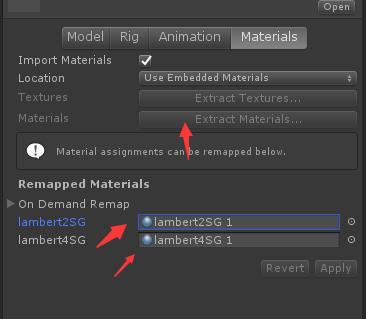 Open
Model Rig Animation Materials
Import Materials
Location Use Embedded Materials
Textures Extract Textures...
Materials Extract Materials...
Material assignments can be remapped below.
Remapped Materials
On Demand Remap
lambert2SG lambert2SG 1
lambert4SG lambert4SG 1
Revert Apply